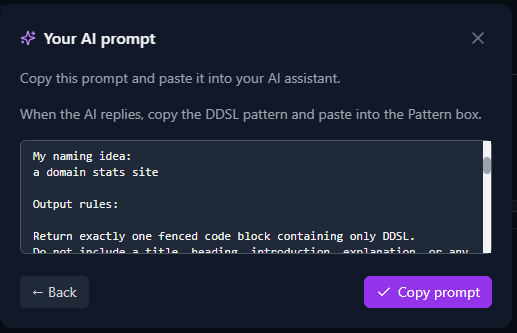 Your AI prompt
Copy this prompt and paste it into your AI assistant.
When the AI replies, copy the DDSL pattern and paste into the Pattern box.
My naming idea:
a domain stats site
Output rules:
Return exactly one fenced code block containing only DDSL.
Do not include a title, heading, introduction, explanation, or any
← Back
Copy prompt